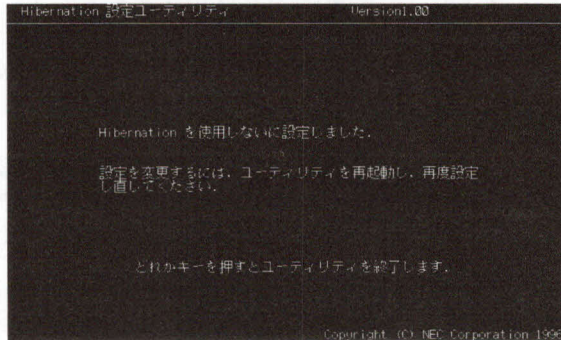 Hibernation 設定ユーティリティ Version1.00
Hibernation を使用しないに設定しました.
設定を変更するには, ユーティリティを再起動し, 再度設定
し直してください.
どれかキーを押すとユーティリティを終了します.
Copyright (C) NEC Corporation 1996